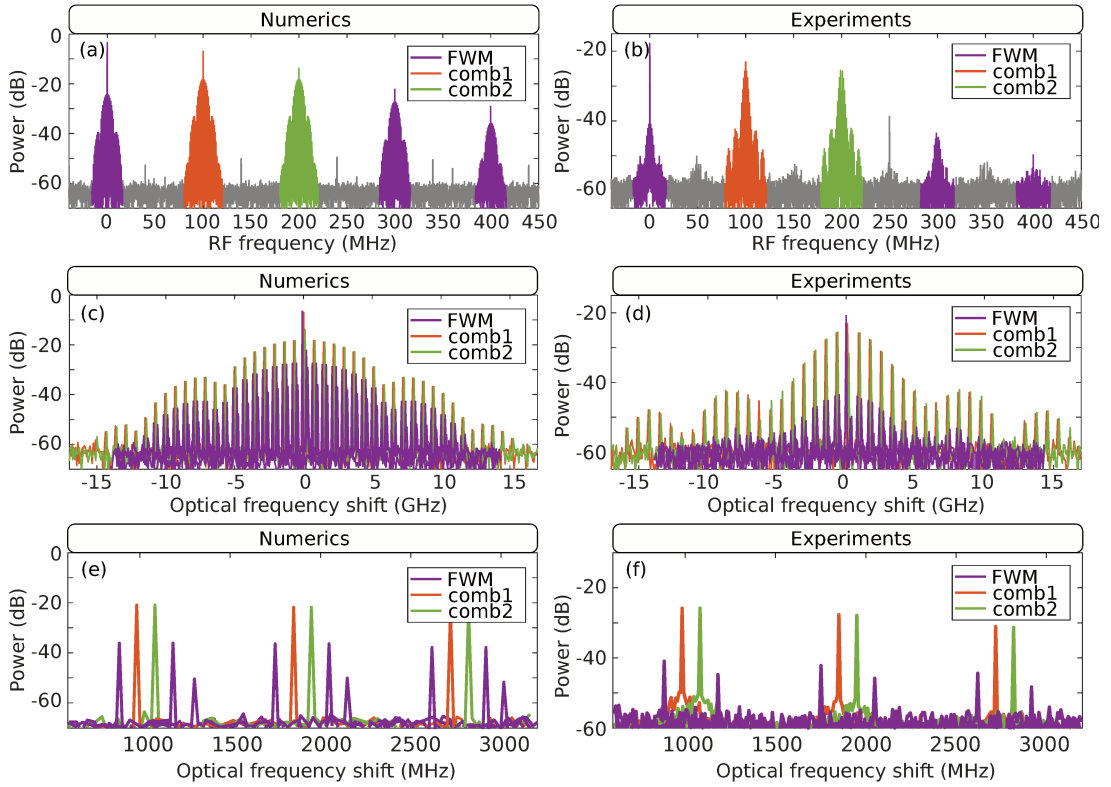 Numerics
Experiments
(a)
FWM
comb1
comb2
0
-20
-40
-60
Power (dB)
0 50 100 150 200 250 300 350 400 450
RF frequency (MHz)
(b)
FWM
comb1
comb2
-20
-40
-60
Power (dB)
0 50 100 150 200 250 300 350 400 450
RF frequency (MHz)
Numerics
Experiments
(c)
FWM
comb1
comb2
0
-20
-40
-60
Power (dB)
-15 -10 -5 0 5 10 15
Optical frequency shift (GHz)
(d)
FWM
comb1
comb2
-20
-40
-60
Power (dB)
-15 -10 -5 0 5 10 15
Optical frequency shift (GHz)
Numerics
Experiments
(e)
FWM
comb1
comb2
0
-20
-40
-60
Power (dB)
1000 1500 2000 2500 3000
Optical frequency shift (MHz)
(f)
FWM
comb1
comb2
-20
-40
-60
Power (dB)
1000 1500 2000 2500 3000
Optical frequency shift (MHz)